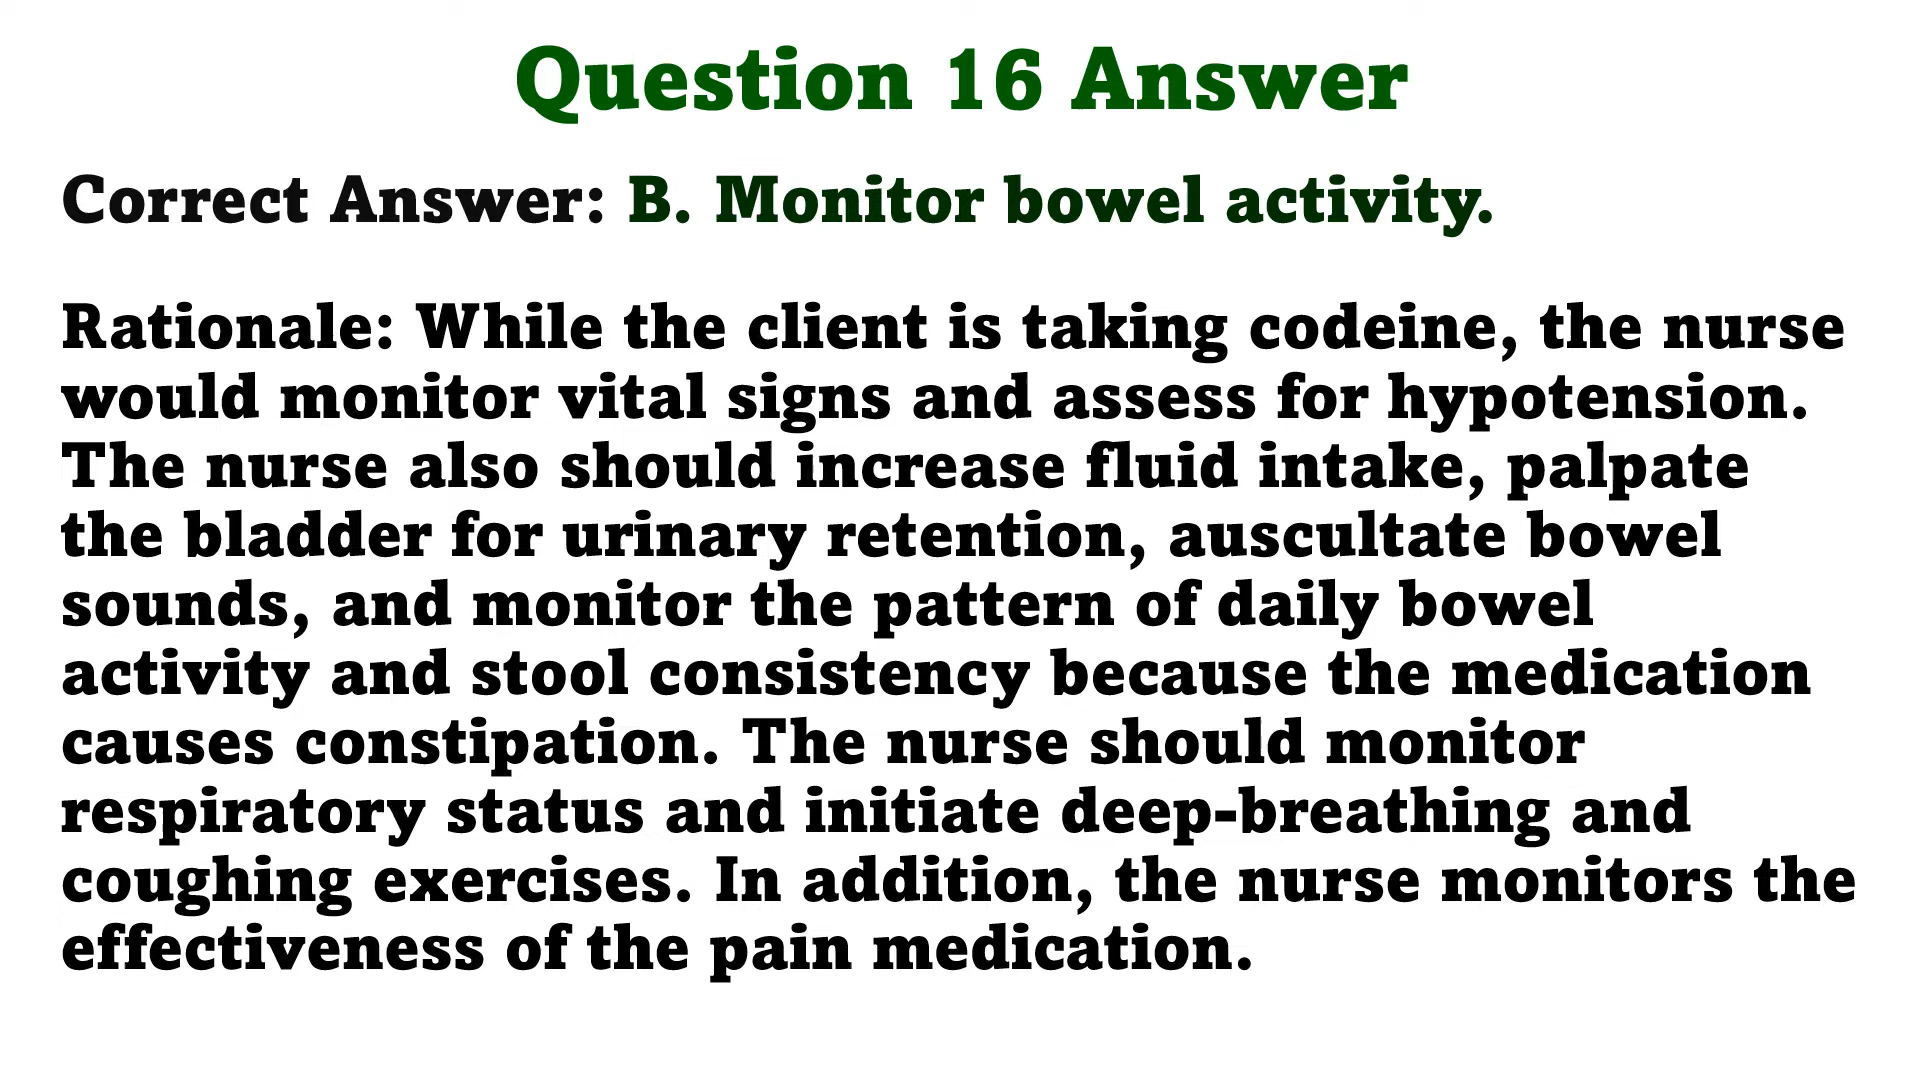 Question 16 Answer
Correct Answer: B. Monitor bowel activity.
Rationale: While the client is taking codeine, the nurse
would monitor vital signs and assess for hypotension.
The nurse also should increase fluid intake, palpate
the bladder for urinary retention, auscultate bowel
sounds, and monitor the pattern of daily bowel
activity and stool consistency because the medication
causes constipation. The nurse should monitor
respiratory status and initiate deep-breathing and
coughing exercises. In addition, the nurse monitors the
effectiveness of the pain medication.